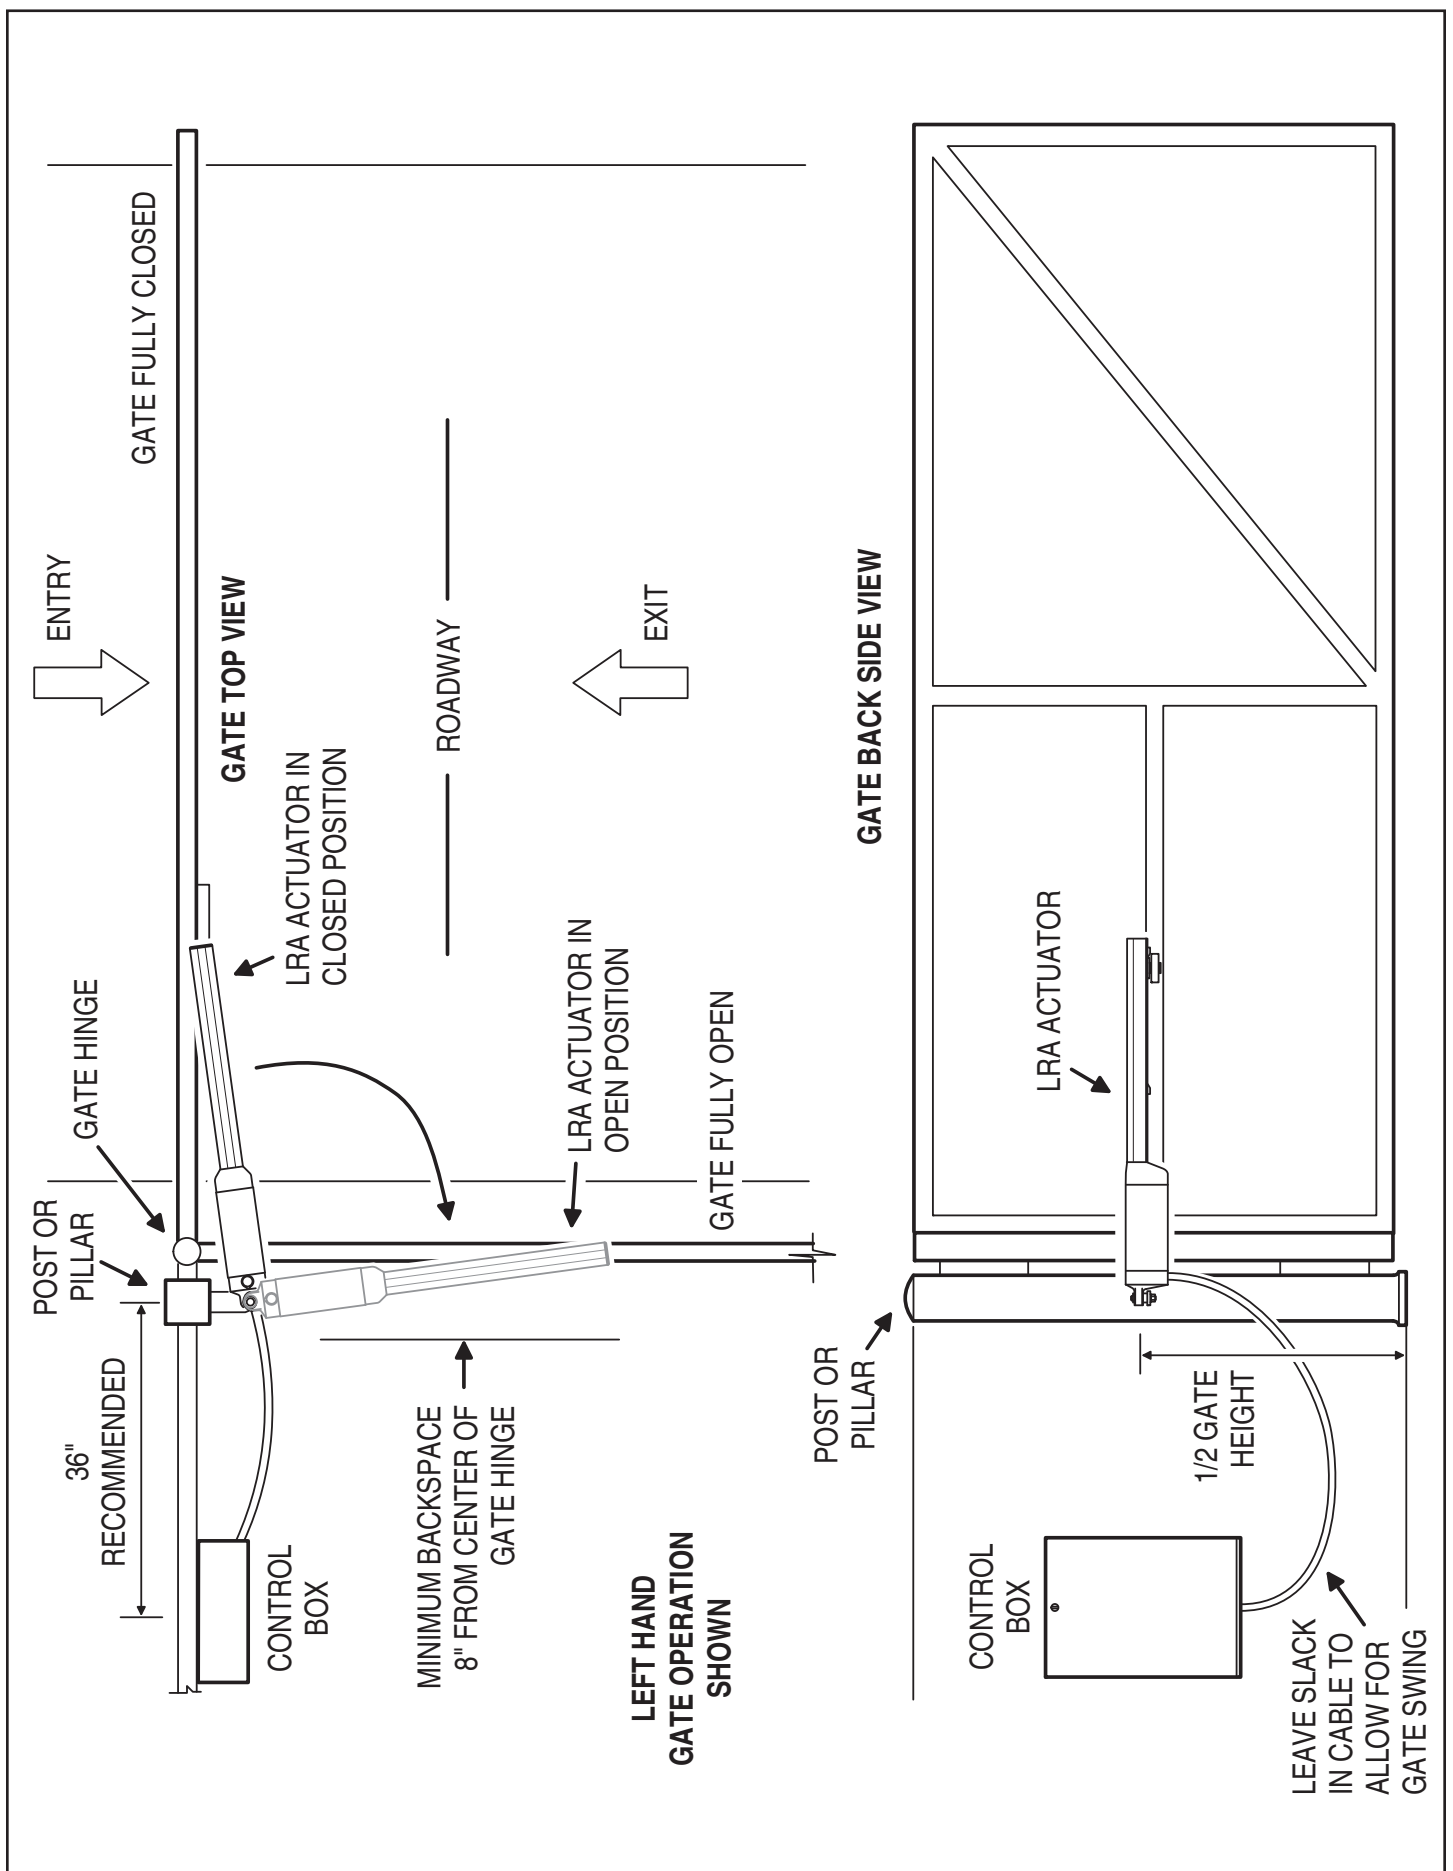 36"
RECOMMENDED
POST OR
PILLAR
GATE HINGE
ENTRY
GATE FULLY CLOSED
CONTROL
BOX
LRA ACTUATOR IN
CLOSED POSITION
GATE TOP VIEW
MINIMUM BACKSPACE
8" FROM CENTER OF
GATE HINGE
ROADWAY
LRA ACTUATOR IN
OPEN POSITION
EXIT
LEFT HAND
GATE OPERATION
SHOWN
GATE FULLY OPEN
GATE BACK SIDE VIEW
POST OR
PILLAR
CONTROL
BOX
LRA ACTUATOR
1/2 GATE
HEIGHT
LEAVE SLACK
IN CABLE TO
ALLOW FOR
GATE SWING